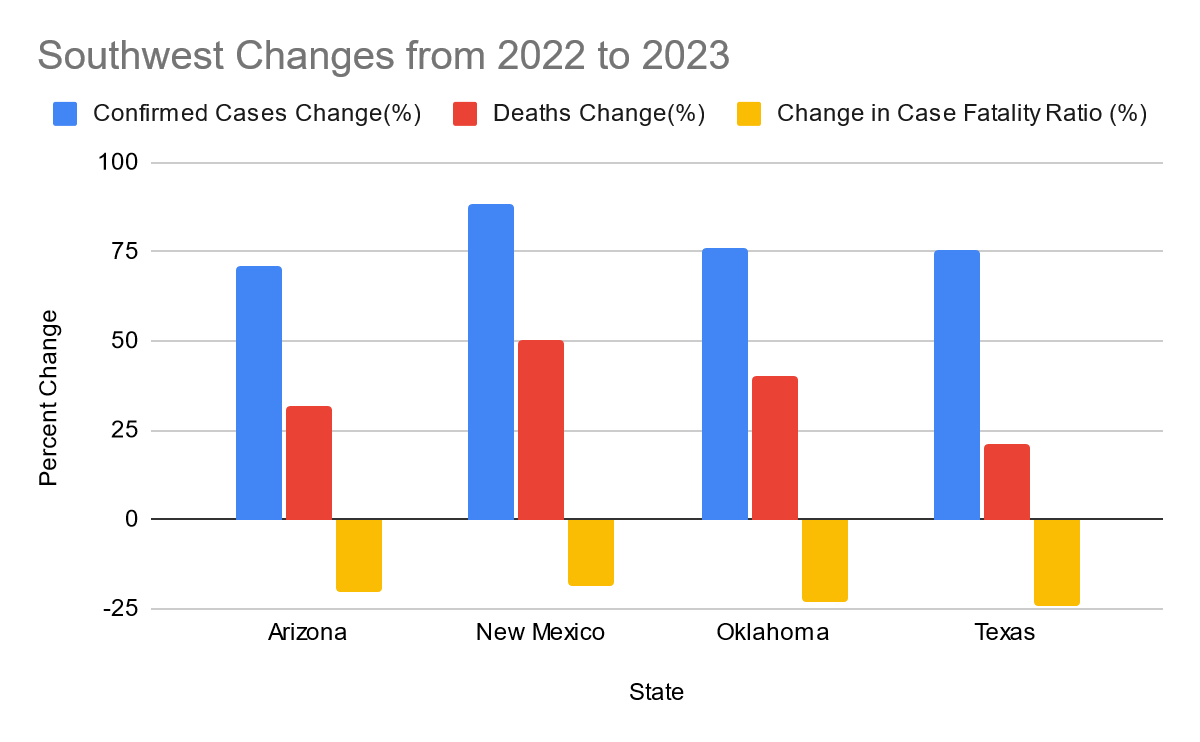 Southwest Changes from 2022 to 2023
Confirmed Cases Change(%) Deaths Change(%) Change in Case Fatality Ratio (%)
100
75
50
25
0
-25
Percent Change
Arizona New Mexico Oklahoma Texas
State